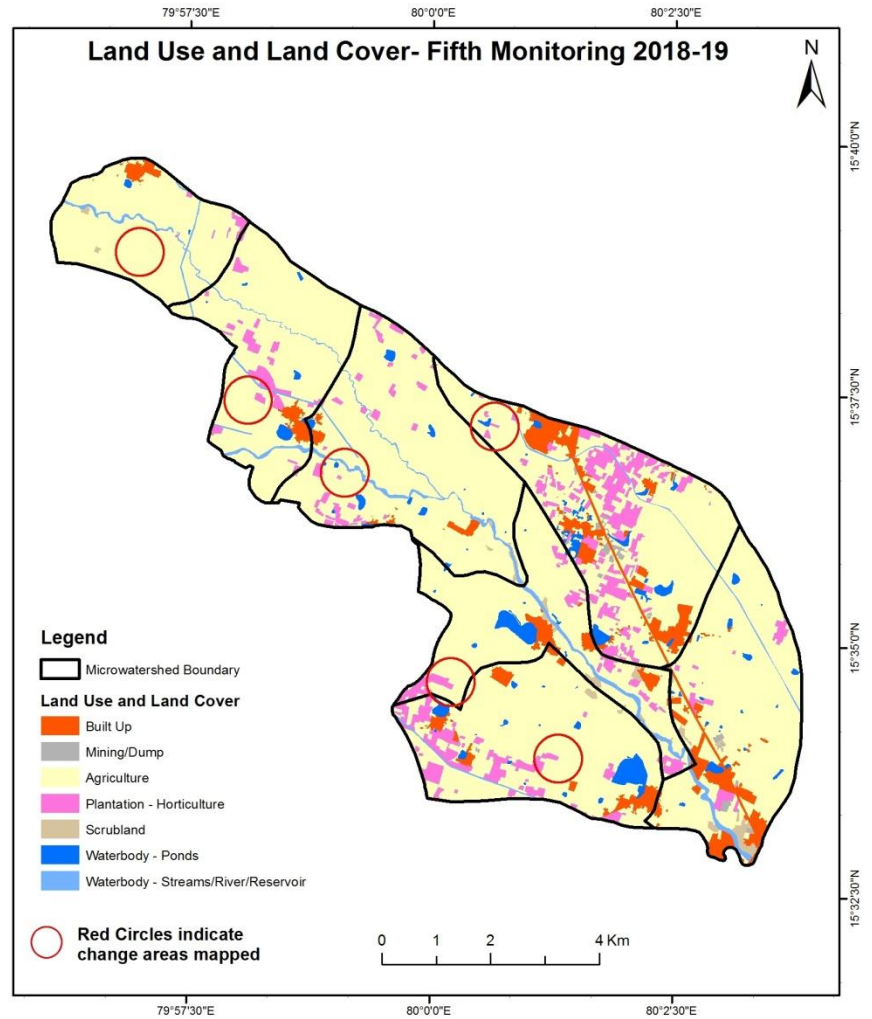 79°57'30"E 80°0'0"E 80°2'30"E
Land Use and Land Cover- Fifth Monitoring 2018-19
N
15°40'0"N
15°37'30"N
15°35'0"N
15°32'30"N
Legend
Microwatershed Boundary
Land Use and Land Cover
Built Up
Mining/Dump
Agriculture
Plantation - Horticulture
Scrubland
Waterbody - Ponds
Waterbody - Streams/River/Reservoir
Red Circles indicate
change areas mapped
0 1 2 4 Km
79°57'30"E 80°0'0"E 80°2'30"E